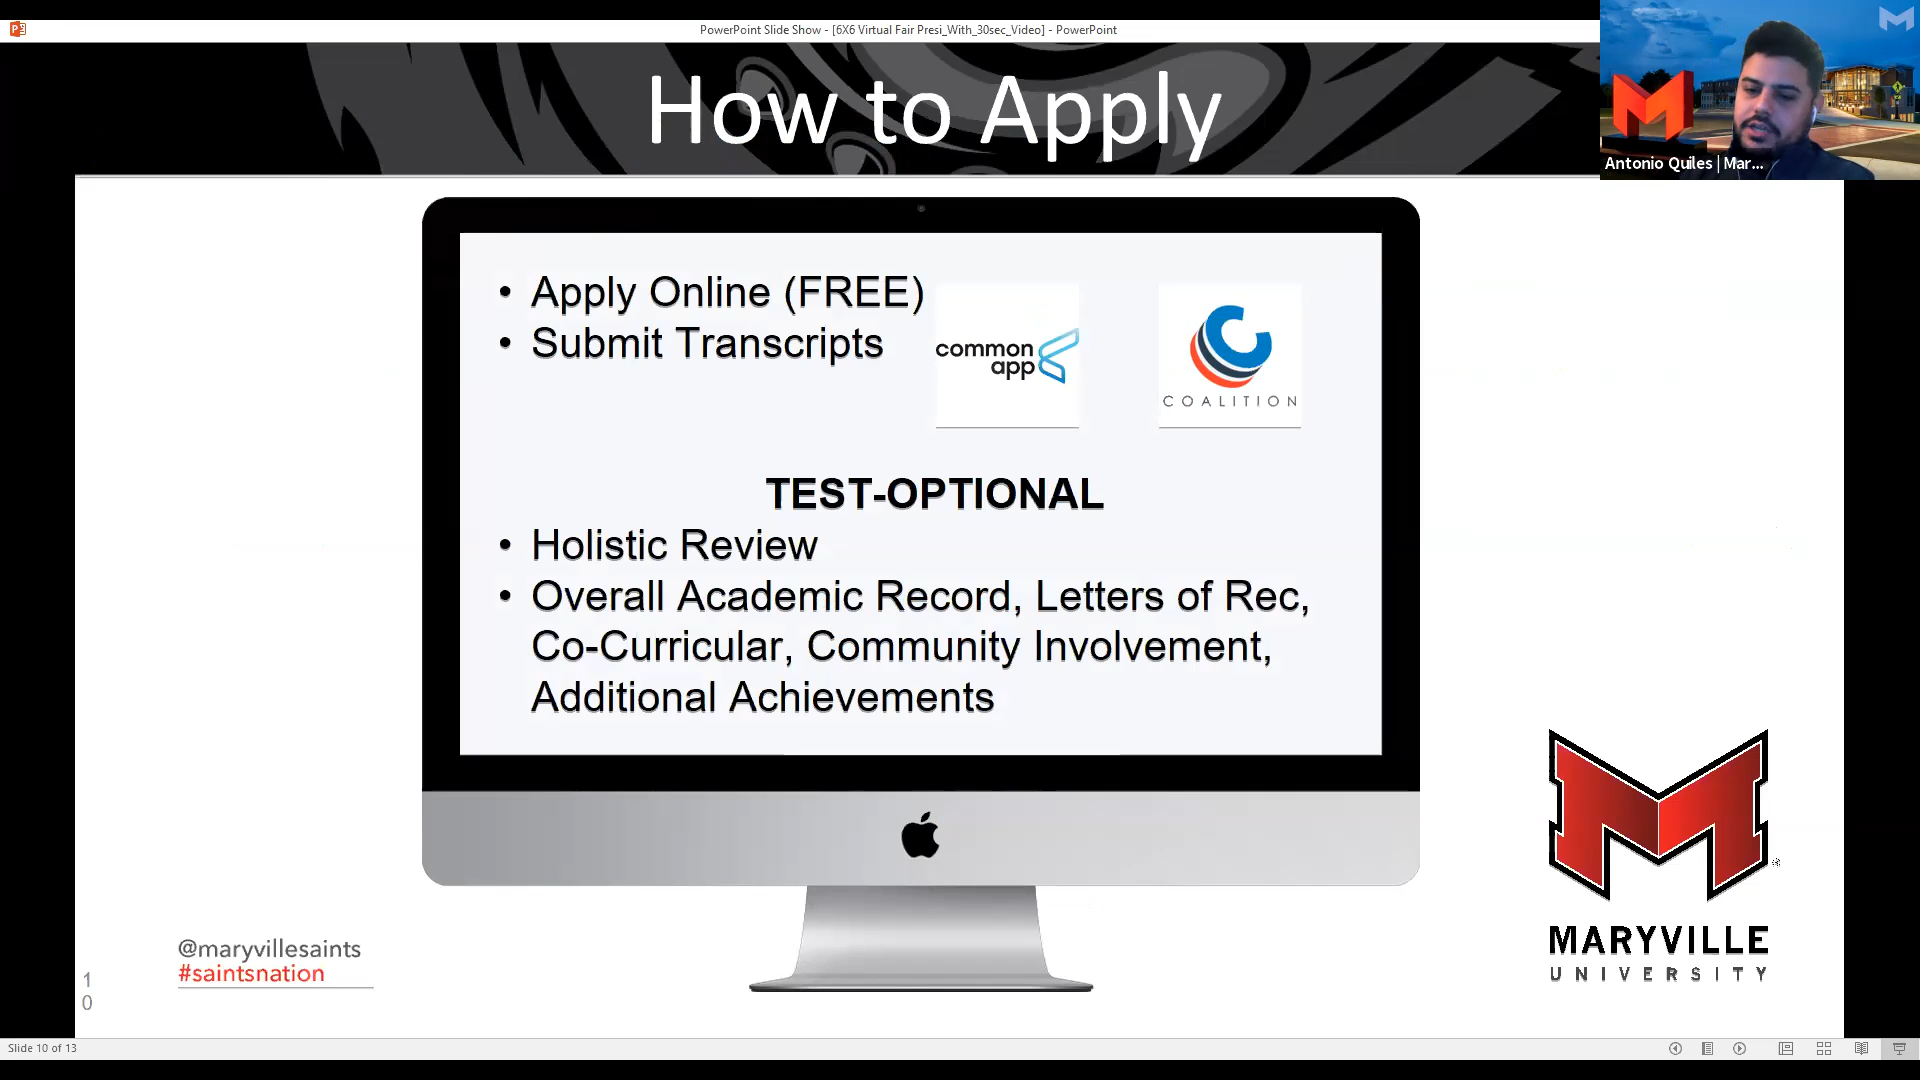 PowerPoint Slide Show - [6X6 Virtual Fair Presi_With_30sec_Video] - PowerPoint
How to Apply
Antonio Quiles | Mar...
• Apply Online (FREE)
• Submit Transcripts
common
app
COALITION
TEST-OPTIONAL
• Holistic Review
• Overall Academic Record, Letters of Rec,
Co-Curricular, Community Involvement,
Additional Achievements
@maryvillesaints
#saintsnation
1
0
MARYVILLE
UNIVERSITY
Slide 10 of 13